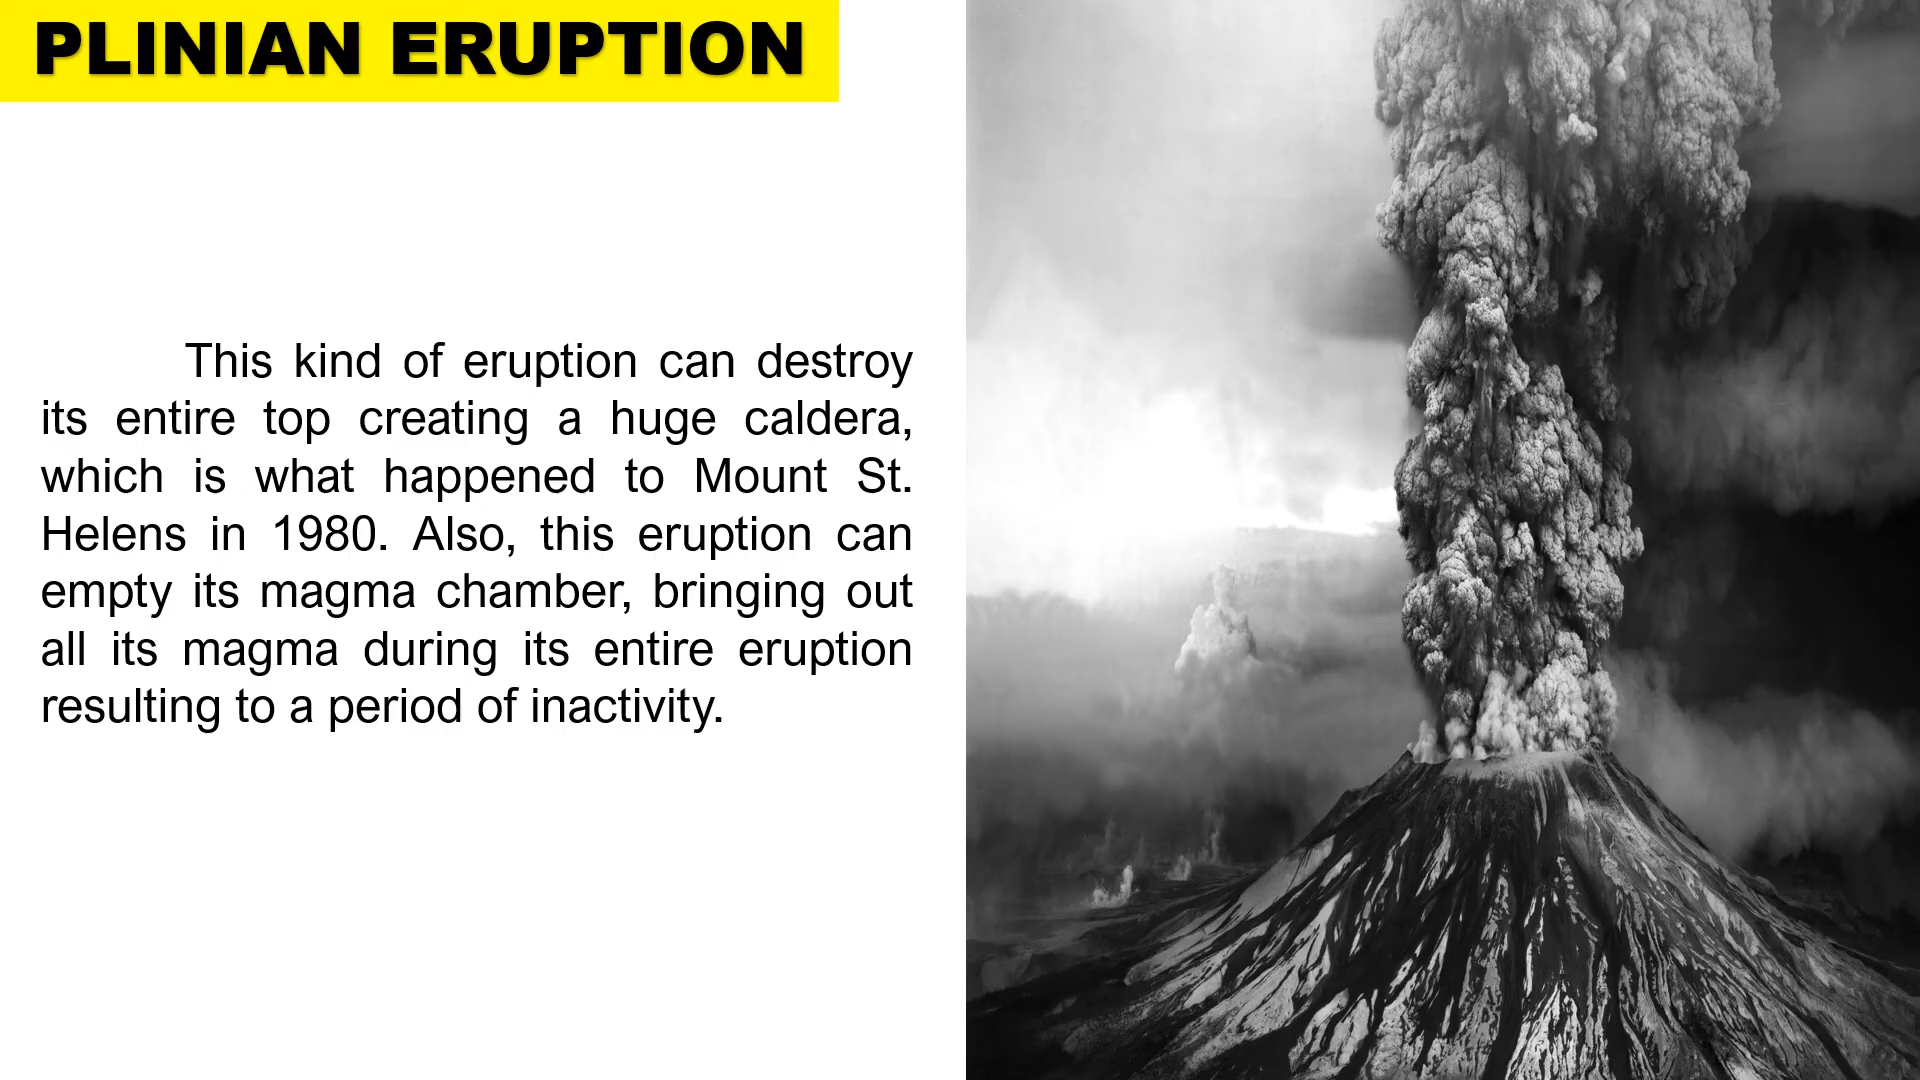 PLINIAN ERUPTION
This kind of eruption can destroy
its entire top creating a huge caldera,
which is what happened to Mount St.
Helens in 1980. Also, this eruption can
empty its magma chamber, bringing out
all its magma during its entire eruption
resulting to a period of inactivity.